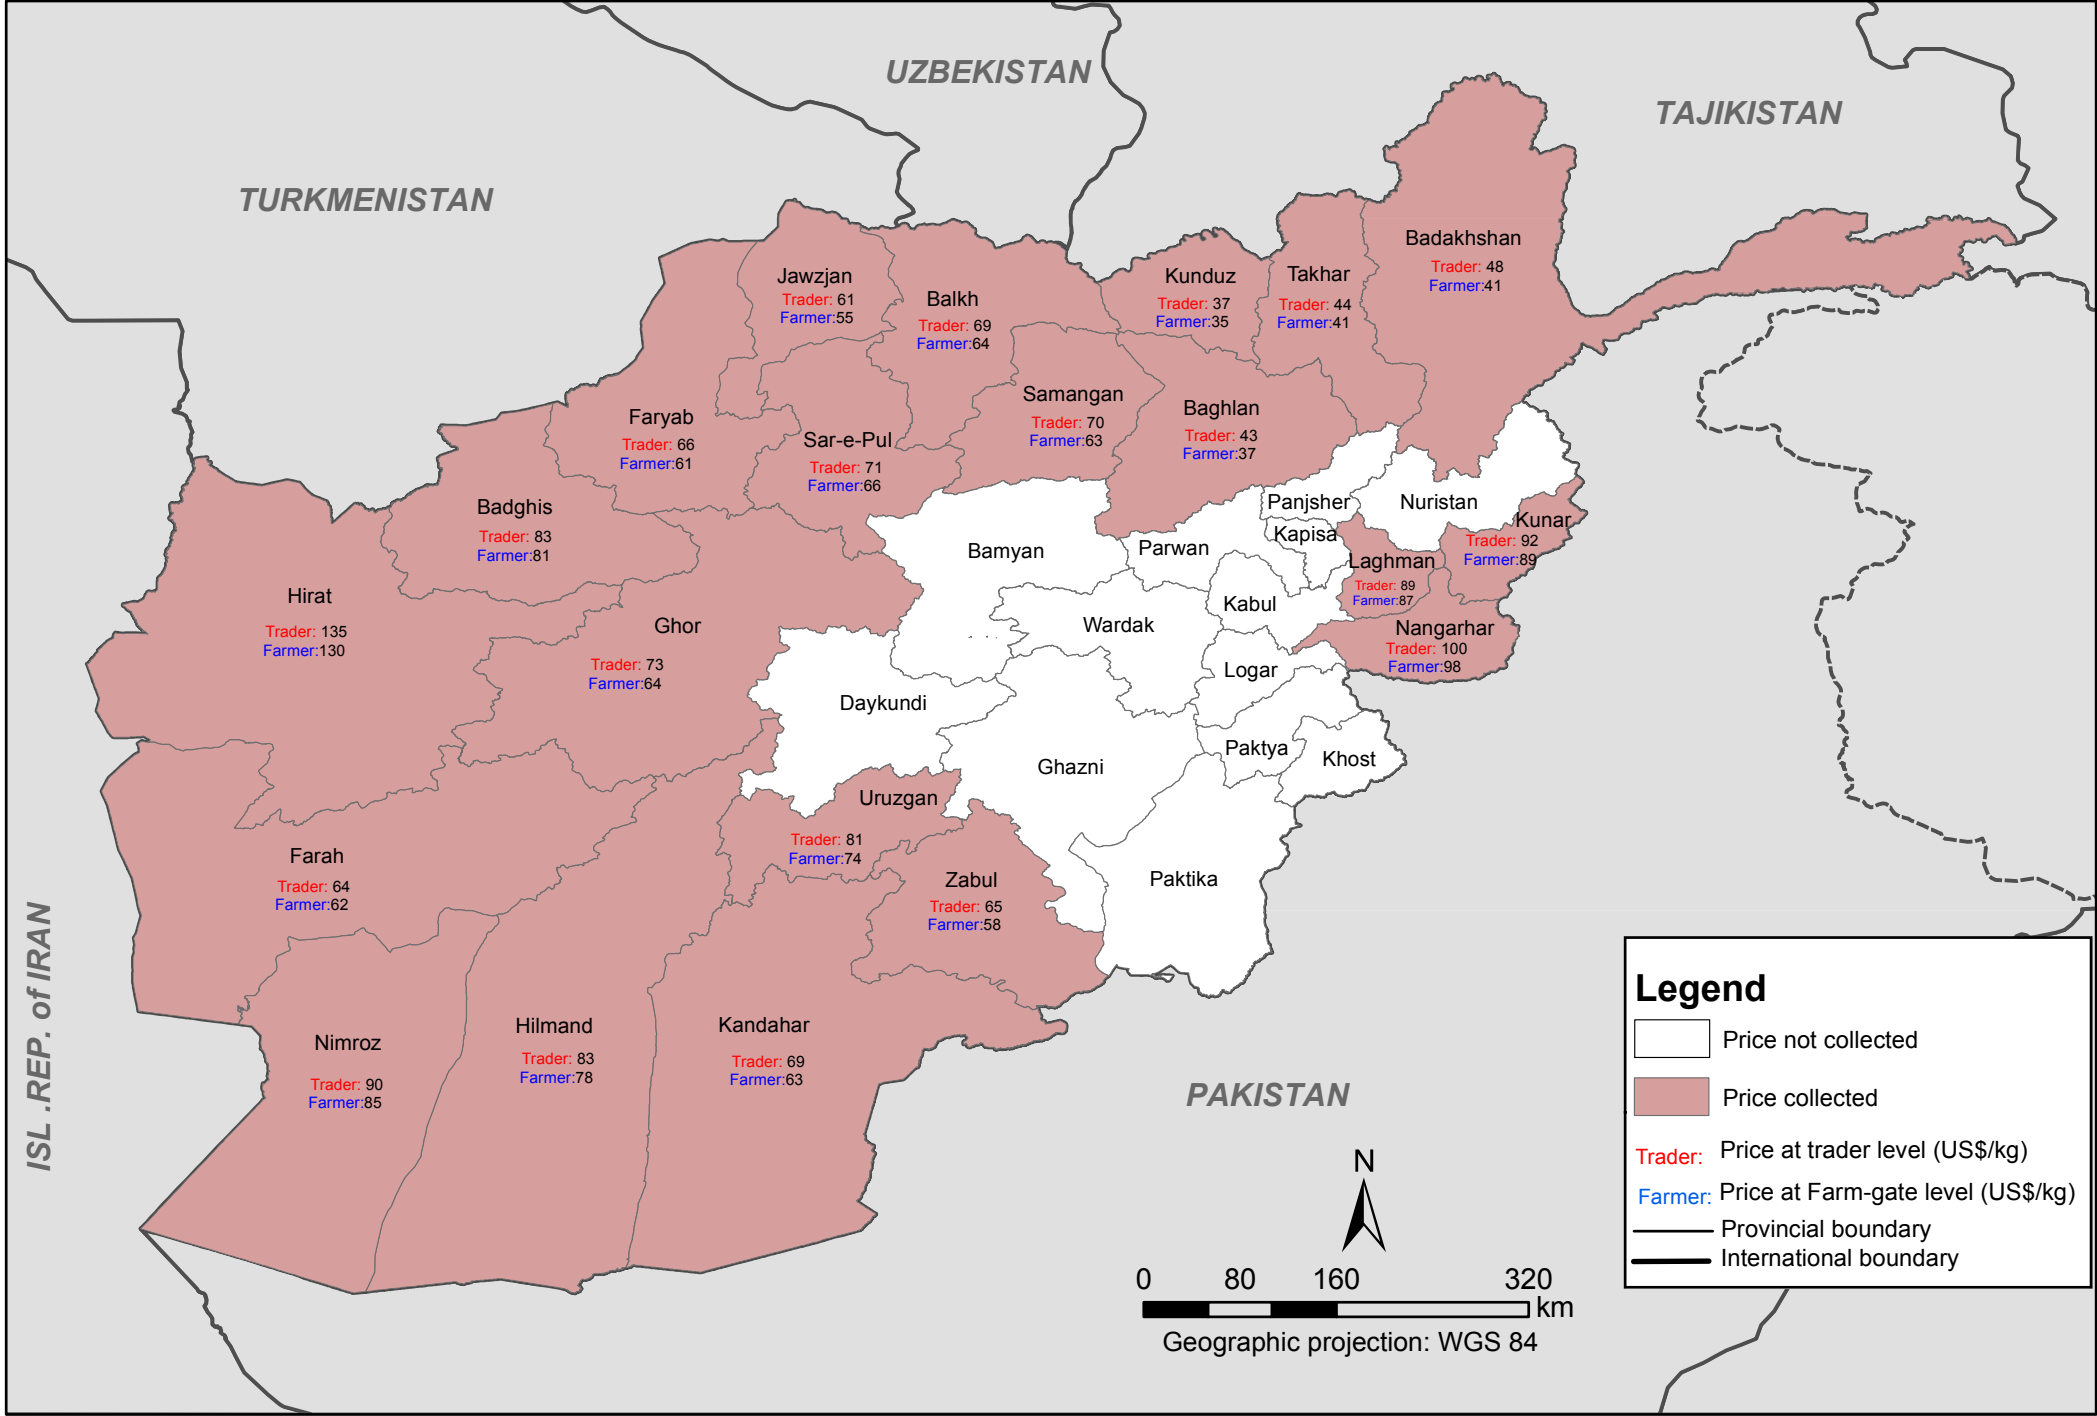 UZBEKISTAN
TAJIKISTAN
TURKMENISTAN
Badakhshan
Trader: 48
Farmer:41
Jawzjan
Trader: 61
Farmer:55
Balkh
Trader: 69
Farmer:64
Kunduz
Trader: 37
Farmer:35
Takhar
Trader: 44
Farmer:41
Faryab
Trader: 66
Farmer:61
Sar-e-Pul
Trader: 71
Farmer:66
Samangan
Trader: 70
Farmer:63
Baghlan
Trader: 43
Farmer:37
Badghis
Trader: 83
Farmer:81
Panjsher
Nuristan
Kapisa
Kunar
Trader: 92
Farmer:89
Bamyan
Parwan
Laghman
Trader: 89
Farmer:87
Hirat
Trader: 135
Farmer:130
Ghor
Trader: 73
Farmer:64
Wardak
Kabul
Nangarhar
Trader: 100
Farmer:98
Logar
Daykundi
Ghazni
Paktya
Khost
Uruzgan
Trader: 81
Farmer:74
Farah
Trader: 64
Farmer:62
Zabul
Trader: 65
Farmer:58
Paktika
Nimroz
Trader: 90
Farmer:85
Hilmand
Trader: 83
Farmer:78
Kandahar
Trader: 69
Farmer:63
ISL .REP. of IRAN
PAKISTAN
N
0 80 160 320
km
Geographic projection: WGS 84
Legend
Price not collected
Price collected
Trader: Price at trader level (US$/kg)
Farmer: Price at Farm-gate level (US$/kg)
Provincial boundary
International boundary